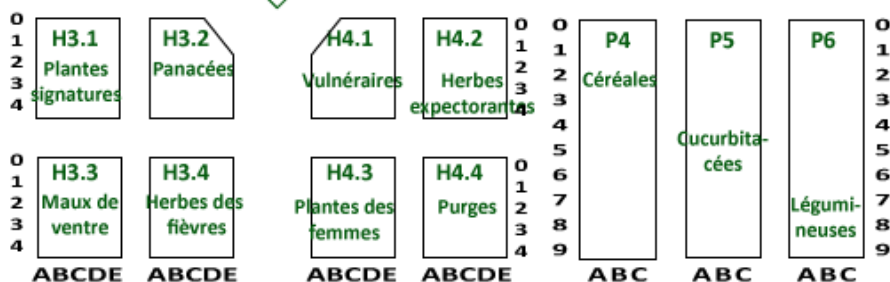 0
1
2
3
4
H3.1
Plantes
signatures
H3.2
Panacées
H4.1
Vulnéraires
H4.2
Herbes
expectorantes
0
1
2
3
4
0
1
2
3
4
5
6
7
8
9
P4
Céréales
P5
Cucurbita-
cées
P6
Légumi-
neuses
0
1
2
3
4
5
6
7
8
9
0
1
2
3
4
H3.3
Maux de
ventre
H3.4
Herbes des
fièvres
H4.3
Plantes des
femmes
H4.4
Purges
0
1
2
3
4
ABCDE
ABCDE
ABCDE
ABCDE
ABC
ABC
ABC